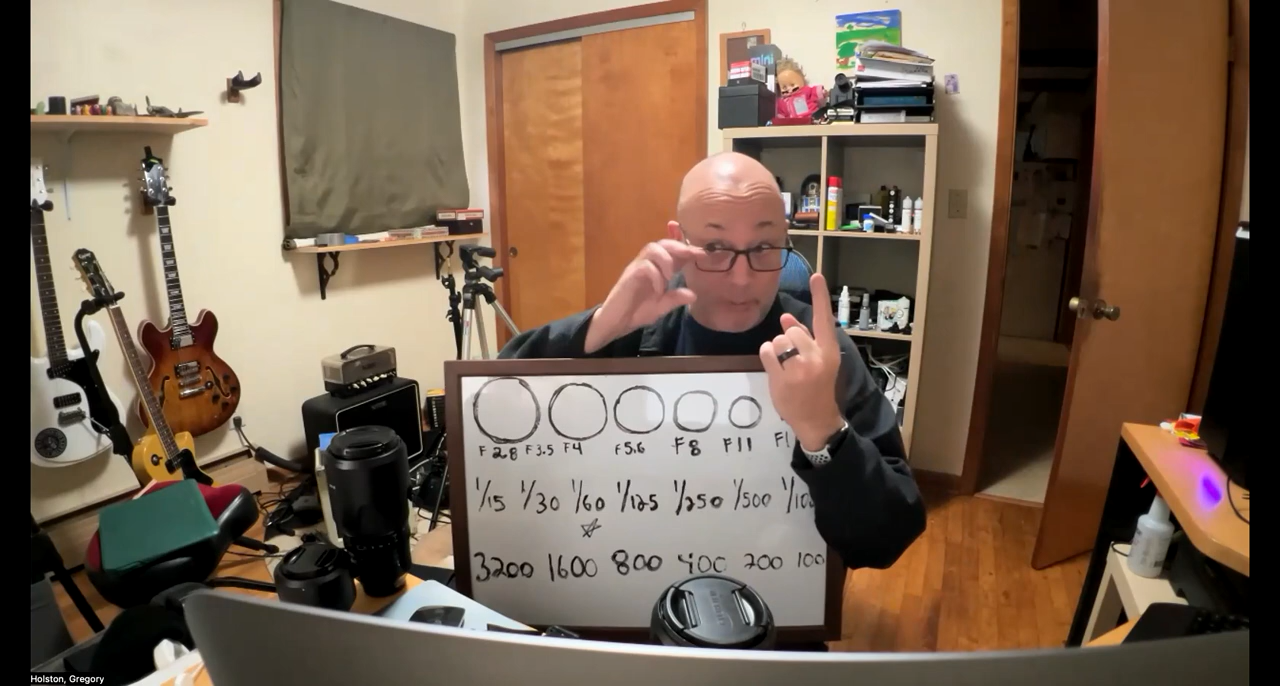 F 2.8 F3.5 F4 F5.6 F8 F11
1/15 1/30 1/60 1/125 1/250 1/500
3200 1600 800 400 200 100
Holston, Gregory